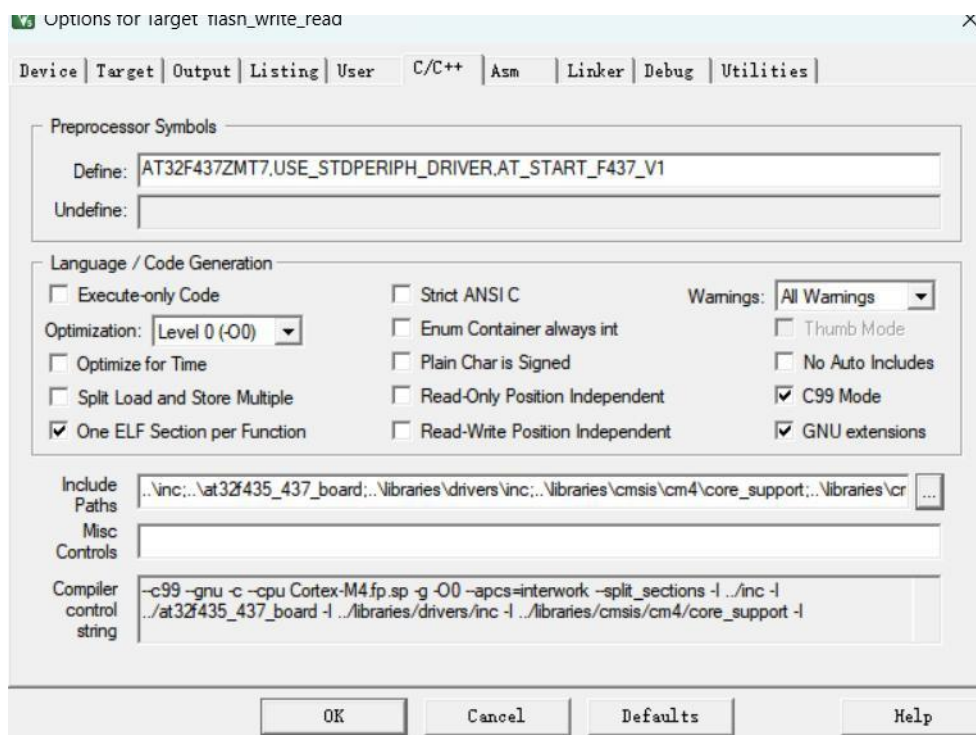 Options for Target 'flash_write_read'
Device Target Output Listing User C/C++ Asm Linker Debug Utilities
Preprocessor Symbols
Define: AT32F437ZMT7,USE_STDPERIPH_DRIVER,AT_START_F437_V1
Undefine:
Language / Code Generation
Execute-only Code Strict ANSI C Warnings: All Warnings
Optimization: Level 0 (-O0) Enum Container always int Thumb Mode
Optimize for Time Plain Char is Signed No Auto Includes
Split Load and Store Multiple Read-Only Position Independent C99 Mode
One ELF Section per Function Read-Write Position Independent GNU extensions
Include Paths ..\inc;..\at32f435_437_board;..\libraries\drivers\inc;..\libraries\cmsis\cm4\core_support;..\libraries\cr ...
Misc Controls
Compiler control string --c99 --gnu -c --cpu Cortex-M4.fp.sp -g -O0 --apcs=interwork --split_sections -I ../inc -I
../at32f435_437_board -I ../libraries/drivers/inc -I ../libraries/cmsis/cm4/core_support -I
OK Cancel Defaults Help